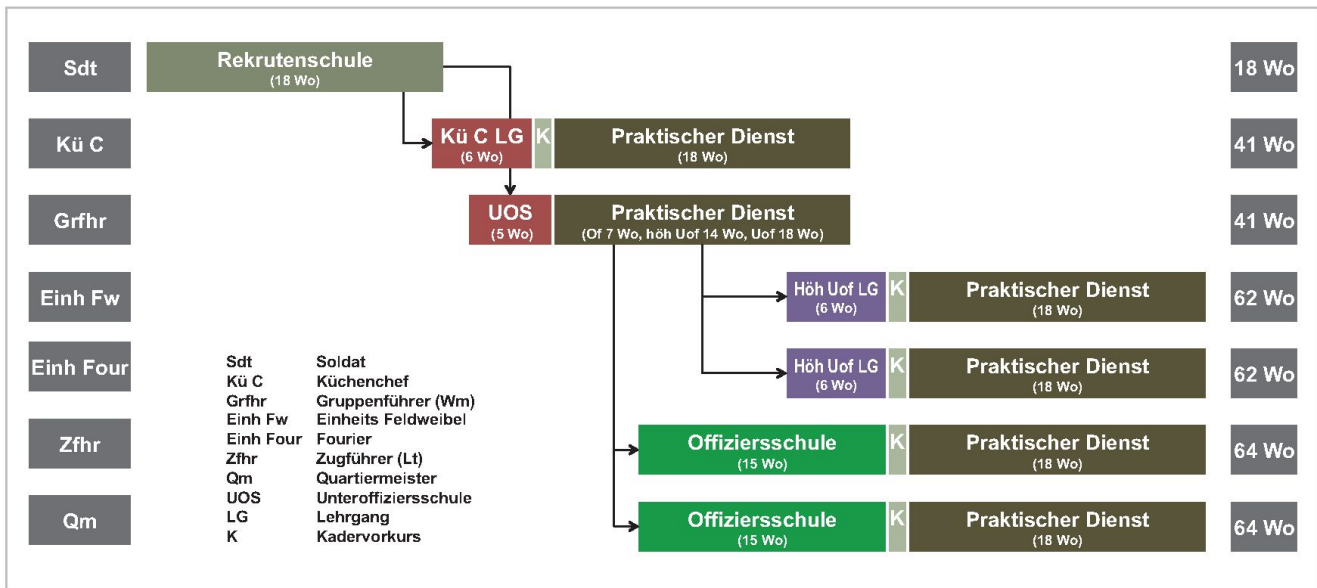 Sdt
Rekrutenschule
(18 Wo)
18 Wo
Kü C
Kü C LG
(6 Wo)
K
Praktischer Dienst
(18 Wo)
41 Wo
Grfhr
UOS
(5 Wo)
Praktischer Dienst
(Of 7 Wo, höh Uof 14 Wo, Uof 18 Wo)
41 Wo
Einh Fw
Höh Uof LG
(6 Wo)
K
Praktischer Dienst
(18 Wo)
62 Wo
Einh Four
Höh Uof LG
(6 Wo)
K
Praktischer Dienst
(18 Wo)
62 Wo
Zfhr
Offiziersschule
(15 Wo)
K
Praktischer Dienst
(18 Wo)
64 Wo
Qm
Offiziersschule
(15 Wo)
K
Praktischer Dienst
(18 Wo)
64 Wo
Sdt Soldat
Kü C Küchenchef
Grfhr Gruppenführer (Wm)
Einh Fw Einheits Feldweibel
Einh Four Fourier
Zfhr Zugführer (Lt)
Qm Quartiermeister
UOS Unteroffiziersschule
LG Lehrgang
K Kadervorkurs